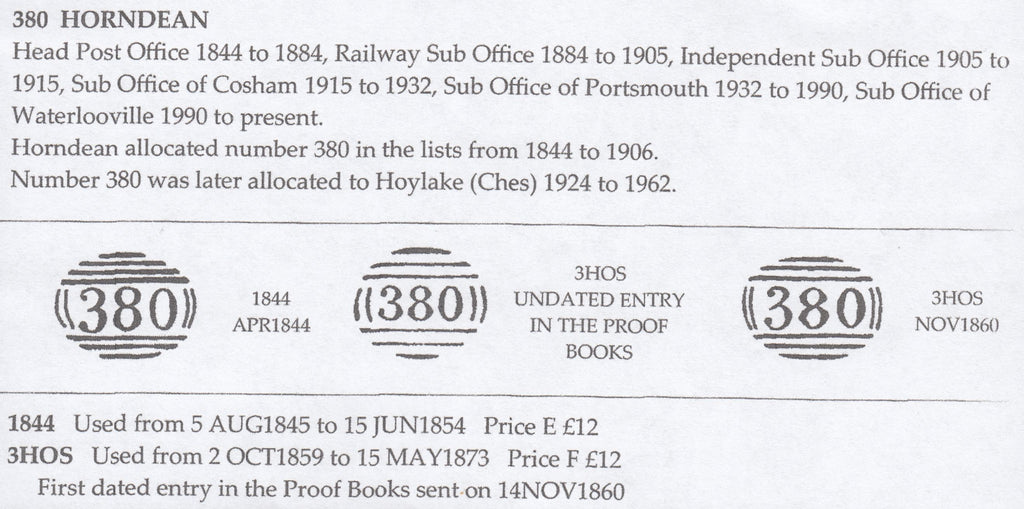 380 HORNDEAN
Head Post Office 1844 to 1884, Railway Sub Office 1884 to 1905, Independent Sub Office 1905 to
1915, Sub Office of Cosham 1915 to 1932, Sub Office of Portsmouth 1932 to 1990, Sub Office of
Waterlooville 1990 to present.
Horndean allocated number 380 in the lists from 1844 to 1906.
Number 380 was later allocated to Hoylake (Ches) 1924 to 1962.
380
1844
APR1844
380
3HOS
UNDATED ENTRY
IN THE PROOF
BOOKS
380
3HOS
NOV1860
1844 Used from 5 AUG1845 to 15 JUN1854 Price E £12
3HOS Used from 2 OCT1859 to 15 MAY1873 Price F £12
First dated entry in the Proof Books sent on 14NOV1860